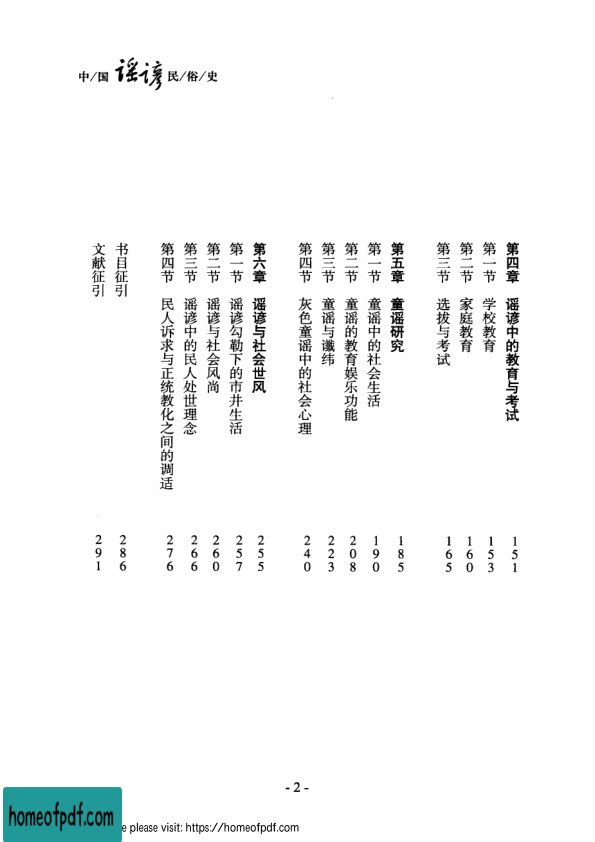 中/国 谣谚 民/俗/史
第四章 谣谚中的教育与考试 151
第一节 学校教育 153
第二节 家庭教育 160
第三节 选拔与考试 165
第五章 童谣研究 185
第一节 童谣中的社会生活 190
第二节 童谣的教育娱乐功能 208
第三节 童谣与谶纬 223
第四节 灰色童谣中的社会心理 240
第六章 谣谚与社会世风 255
第一节 谣谚勾勒下的市井生活 257
第二节 谣谚与社会风尚 260
第三节 谣谚中的民人处世理念 266
第四节 民人诉求与正统教化之间的调适 276
书目征引 286
文献征引 291
- 2 -
homeofpdf.com
e please visit: https://homeofpdf.com